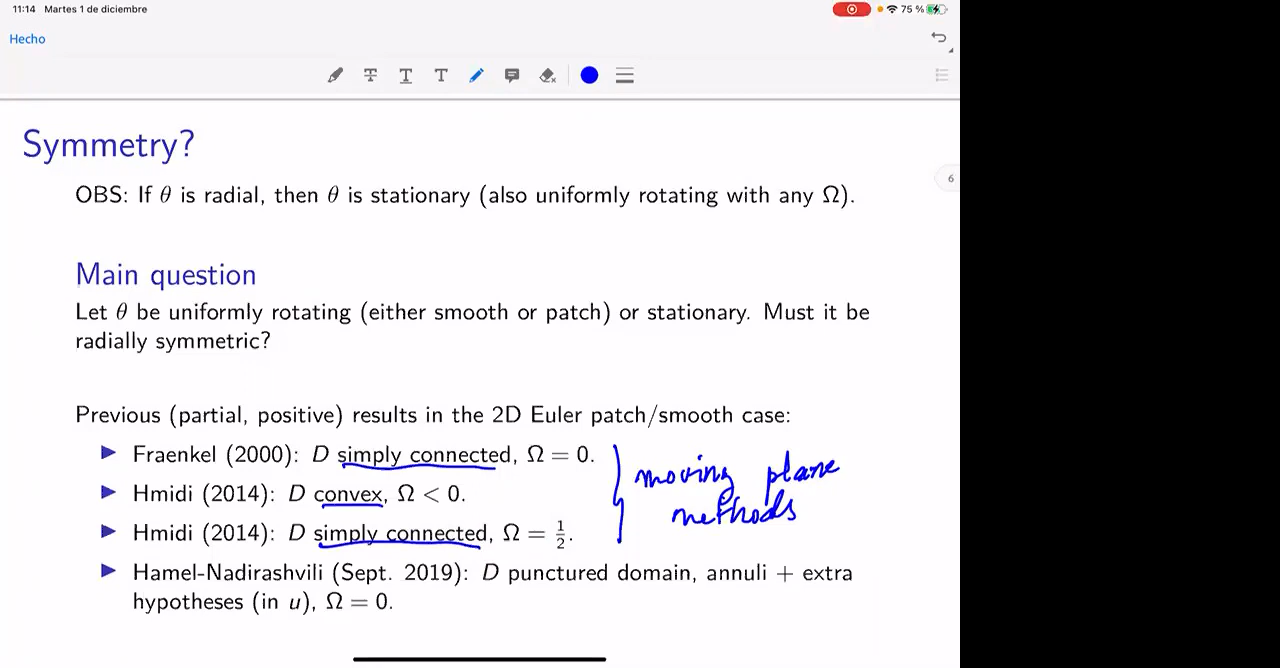 11:14 Martes 1 de diciembre
75 %
Hecho
T T T
Symmetry?
OBS: If θ is radial, then θ is stationary (also uniformly rotating with any Ω).
6
Main question
Let θ be uniformly rotating (either smooth or patch) or stationary. Must it be
radially symmetric?
Previous (partial, positive) results in the 2D Euler patch/smooth case:
▶ Fraenkel (2000): D simply connected, Ω = 0.
▶ Hmidi (2014): D convex, Ω < 0.
▶ Hmidi (2014): D simply connected, Ω = 1/2.
moving plane
methods
▶ Hamel-Nadirashvili (Sept. 2019): D punctured domain, annuli + extra
hypotheses (in u), Ω = 0.